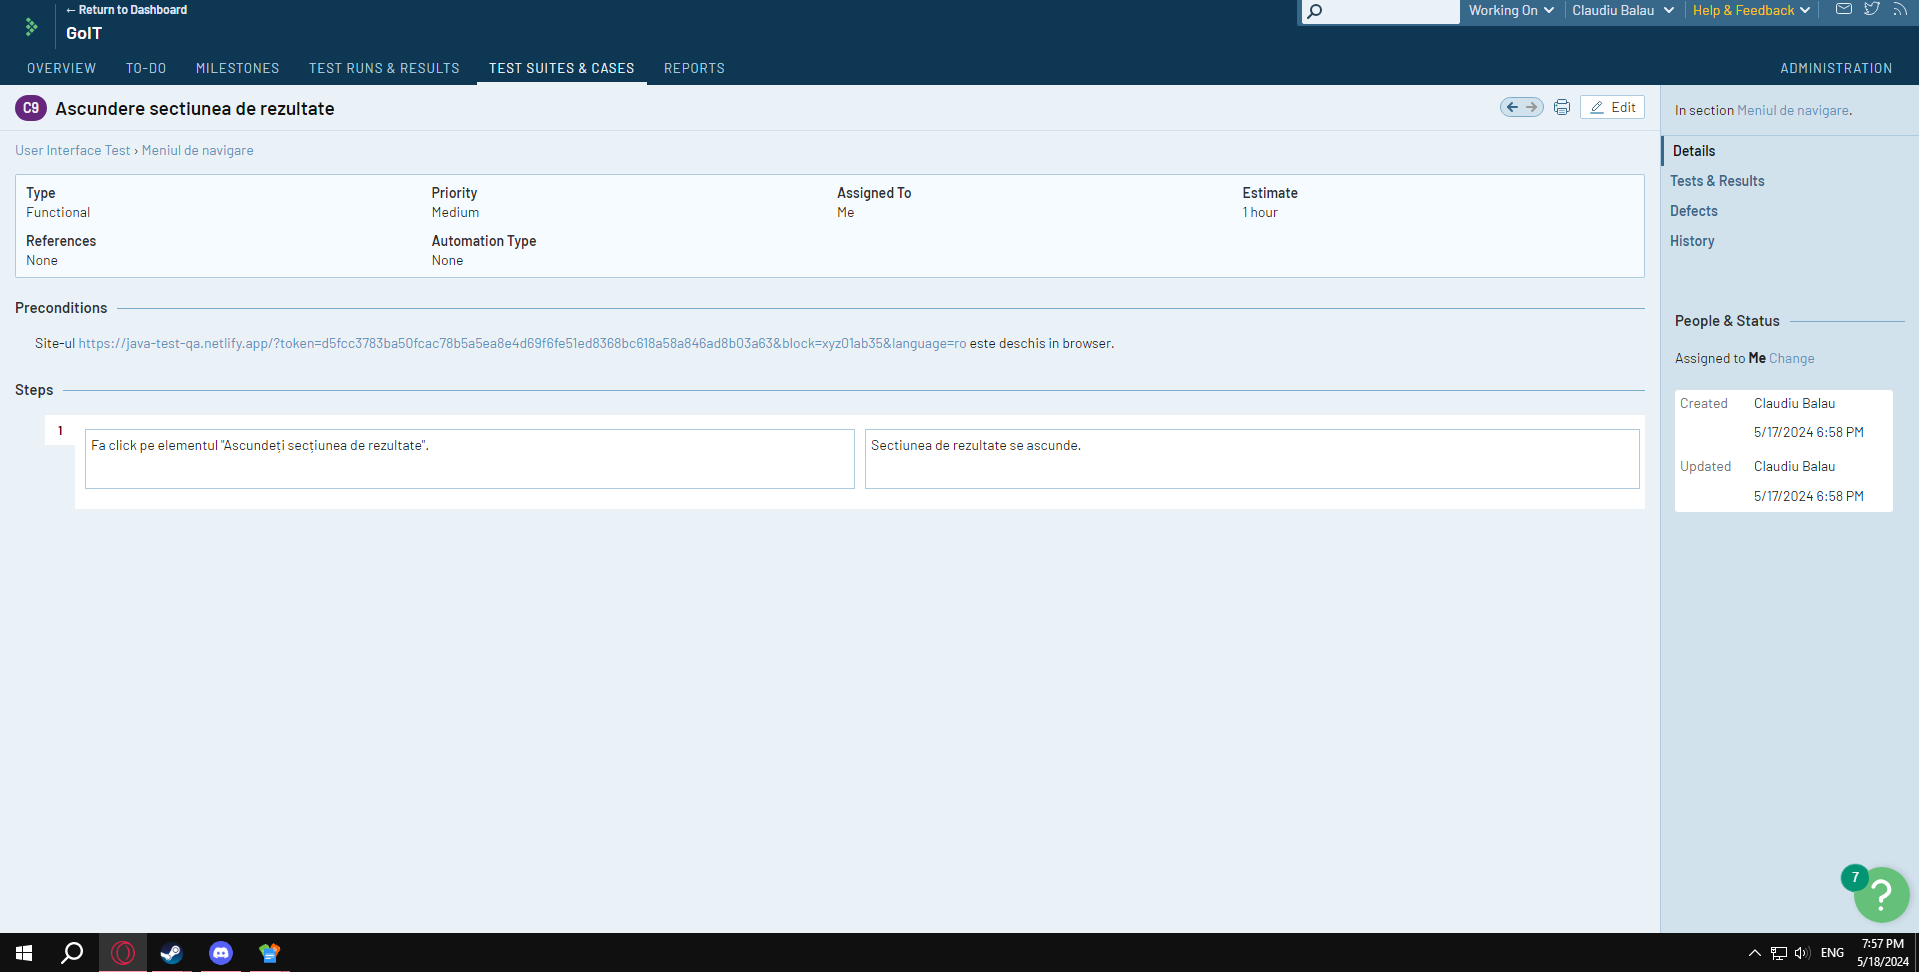 ← Return to Dashboard
GoIT
Working On
Claudiu Balau
Help & Feedback
OVERVIEW
TO-DO
MILESTONES
TEST RUNS & RESULTS
TEST SUITES & CASES
REPORTS
ADMINISTRATION
C9 Ascundere sectiunea de rezultate
Edit
User Interface Test › Meniul de navigare
Type
Functional
Priority
Medium
Assigned To
Me
Estimate
1 hour
References
None
Automation Type
None
Preconditions
Site-ul https://java-test-qa.netlify.app/?token=d5fcc3783ba50fcac78b5a5ea8e4d69f6fe51ed8368bc618a58a846ad8b03a63&block=xyz01ab35&language=ro este deschis in browser.
Steps
1
Fa click pe elementul "Ascundeți secțiunea de rezultate".
Sectiunea de rezultate se ascunde.
In section Meniul de navigare.
Details
Tests & Results
Defects
History
People & Status
Assigned to Me Change
Created Claudiu Balau
5/17/2024 6:58 PM
Updated Claudiu Balau
5/17/2024 6:58 PM
7
?
ENG
7:57 PM
5/18/2024